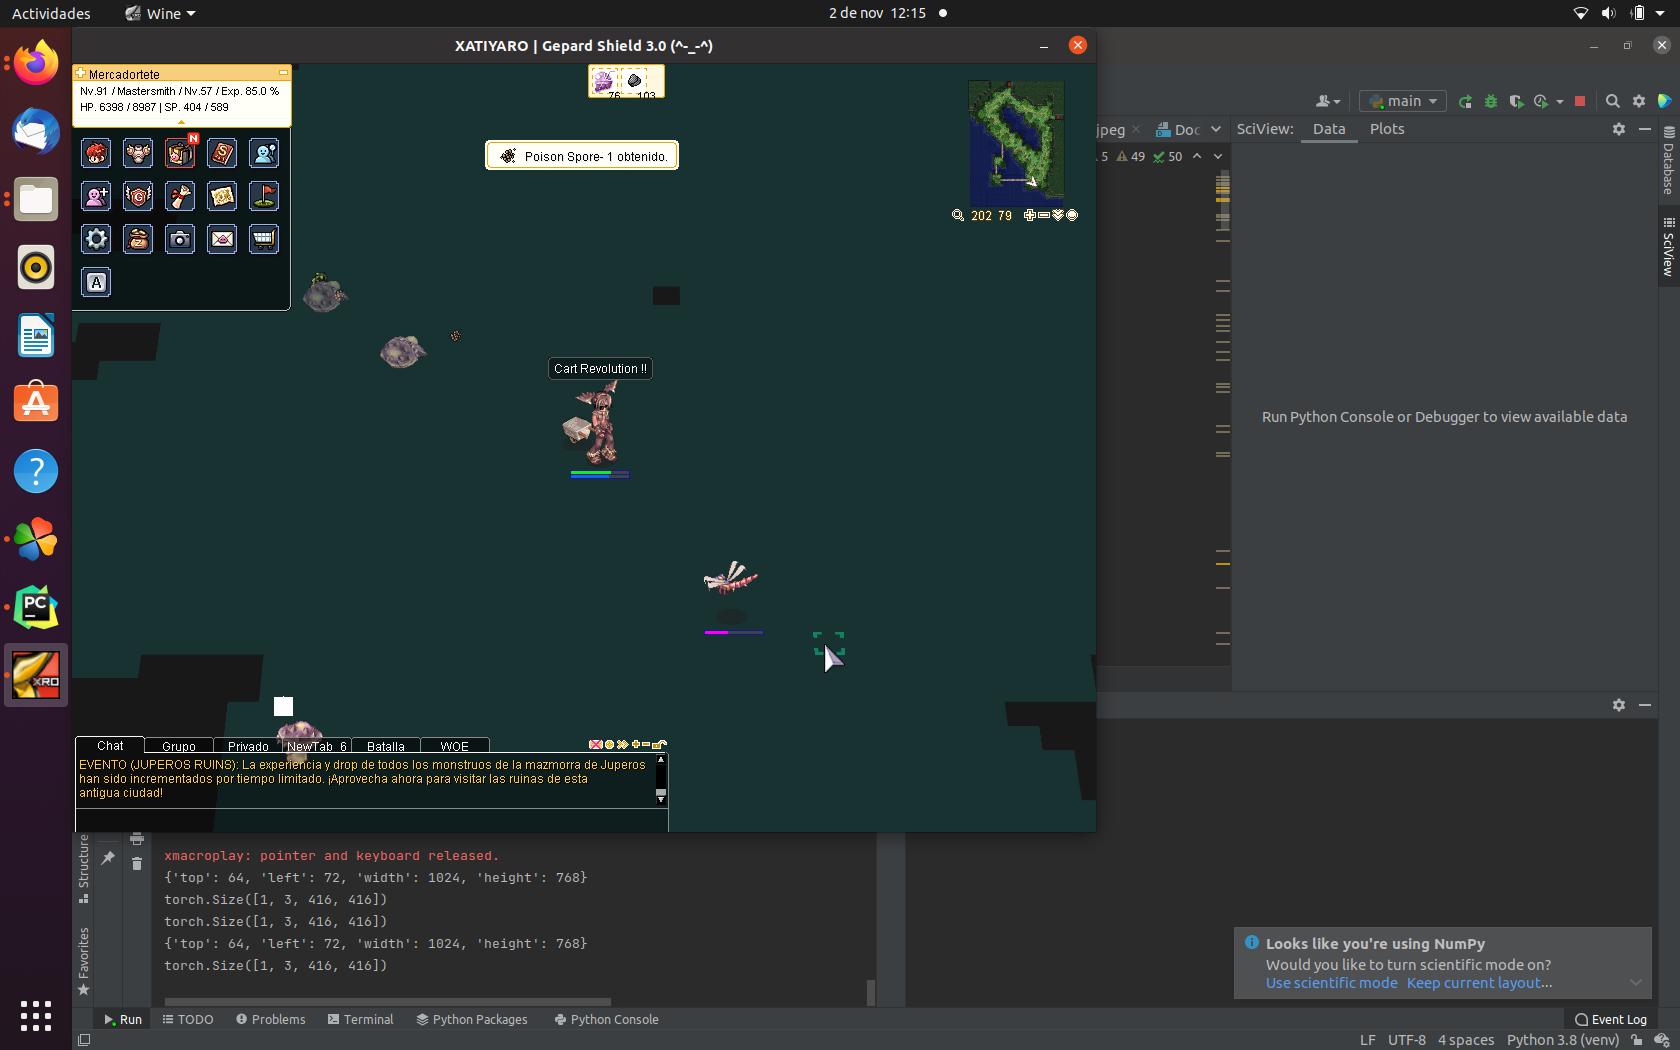 Actividades
Wine
2 de nov 12:15
XATIYARO | Gepard Shield 3.0 (^-_-^)
Mercadortete
Nv.91 / Mastersmith / Nv.57 / Exp. 85.0 %
HP. 6398 / 8987 | SP. 404 / 589
N
A
76 103
Poison Spore- 1 obtenido.
202 79
Cart Revolution !!
Chat Grupo Privado NewTab 6 Batalla WOE
EVENTO (JUPEROS RUINS): La experiencia y drop de todos los monstruos de la mazmorra de Juperos
han sido incrementados por tiempo limitado. ¡Aprovecha ahora para visitar las ruinas de esta
antigua ciudad!
main
jpeg
Doc
SciView: Data Plots
5 49 50
Database
SciView
Run Python Console or Debugger to view available data
PC
XRO
Structure
Favorites
xmacroplay: pointer and keyboard released.
{'top': 64, 'left': 72, 'width': 1024, 'height': 768}
torch.Size([1, 3, 416, 416])
torch.Size([1, 3, 416, 416])
{'top': 64, 'left': 72, 'width': 1024, 'height': 768}
torch.Size([1, 3, 416, 416])
Looks like you're using NumPy
Would you like to turn scientific mode on?
Use scientific mode Keep current layout...
Run TODO Problems Terminal Python Packages Python Console
Event Log
LF UTF-8 4 spaces Python 3.8 (venv)